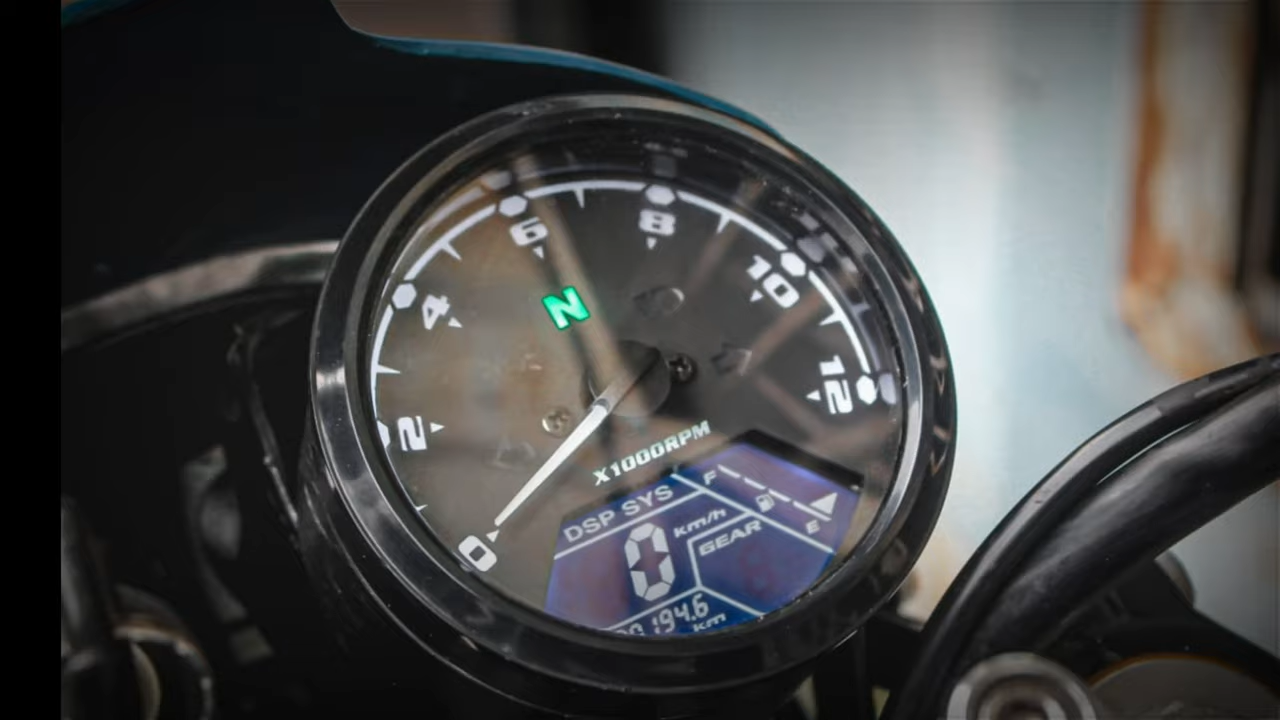 0
2
4
6
8
10
12
N
X1000RPM
DSP SYS
F
E
0 km/h
GEAR
194.6
km